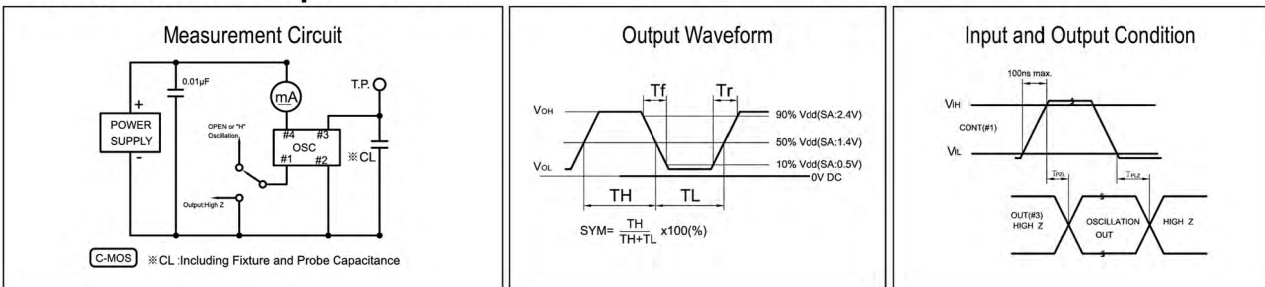 Measurement Circuit
0.01μF
T.P.
mA
+
POWER
SUPPLY
-
OPEN or "H"
Oscillation
#4 #3
OSC
#1 #2
※CL
Output:High Z
C-MOS ※CL :Including Fixture and Probe Capacitance
Output Waveform
Tf Tr
VOH
90% Vdd(SA:2.4V)
50% Vdd(SA:1.4V)
VOL
10% Vdd(SA:0.5V)
0V DC
TH TL
SYM= TH/TH+TL x100(%)
Input and Output Condition
100ns max.
VIH
CONT(#1)
VIL
TPZL TPLZ
OUT(#3)
HIGH Z
OSCILLATION
OUT
HIGH Z